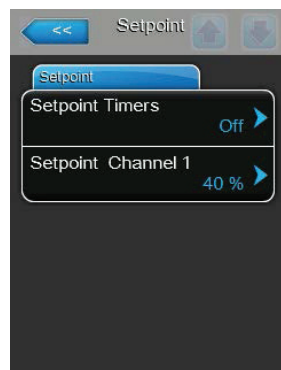 << Setpoint
Setpoint
Setpoint Timers
Off
Setpoint Channel 1
40 %